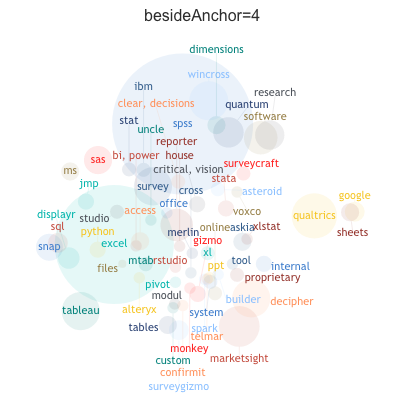 besideAnchor=4
dimensions
wincross
ibm
research
clear, decisions
quantum
software
stat
spss
uncle
reporter
bi, power
house
sas
surveycraft
ms
critical, vision
stata
jmp
survey
cross
asteroid
google
office
displayr
access
voxco
qualtrics
studio
sql
online
askia
xlstat
python
merlin
sheets
snap
excel
gizmo
xl
files
mtab
rstudio
ppt
tool
internal
pivot
proprietary
modul
builder
decipher
tableau
alteryx
system
tables
spark
telmar
monkey
custom
marketsight
confirmit
surveygizmo